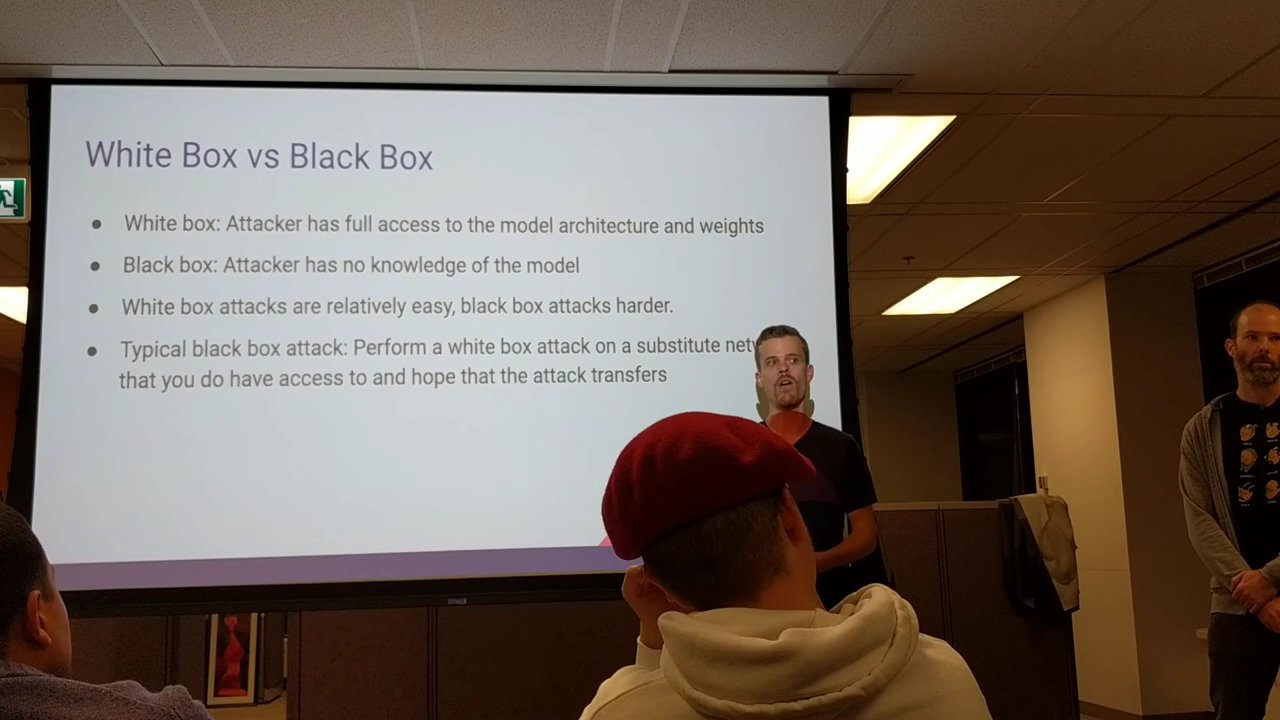 White Box vs Black Box
● White box: Attacker has full access to the model architecture and weights
● Black box: Attacker has no knowledge of the model
● White box attacks are relatively easy, black box attacks harder.
● Typical black box attack: Perform a white box attack on a substitute
that you do have access to and hope that the attack transfers